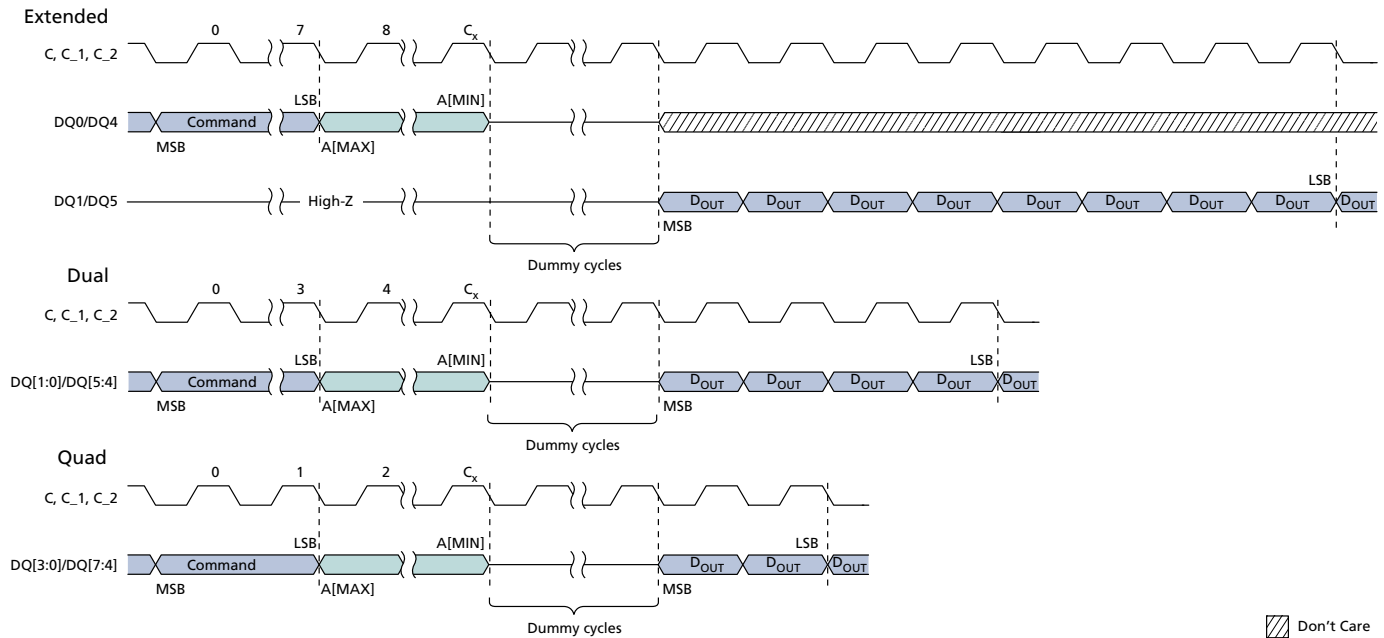 Extended
0 7 8 Cx
C, C_1, C_2
LSB A[MIN]
DQ0/DQ4 Command
MSB A[MAX]
LSB
DQ1/DQ5 High-Z DOUT DOUT DOUT DOUT DOUT DOUT DOUT DOUT DOUT
MSB
Dummy cycles
Dual
0 3 4 Cx
C, C_1, C_2
LSB A[MIN] LSB
DQ[1:0]/DQ[5:4] Command DOUT DOUT DOUT DOUT DOUT
MSB A[MAX] MSB
Dummy cycles
Quad
0 1 2 Cx
C, C_1, C_2
LSB A[MIN] LSB
DQ[3:0]/DQ[7:4] Command DOUT DOUT DOUT
MSB A[MAX] MSB
Dummy cycles
Don't Care